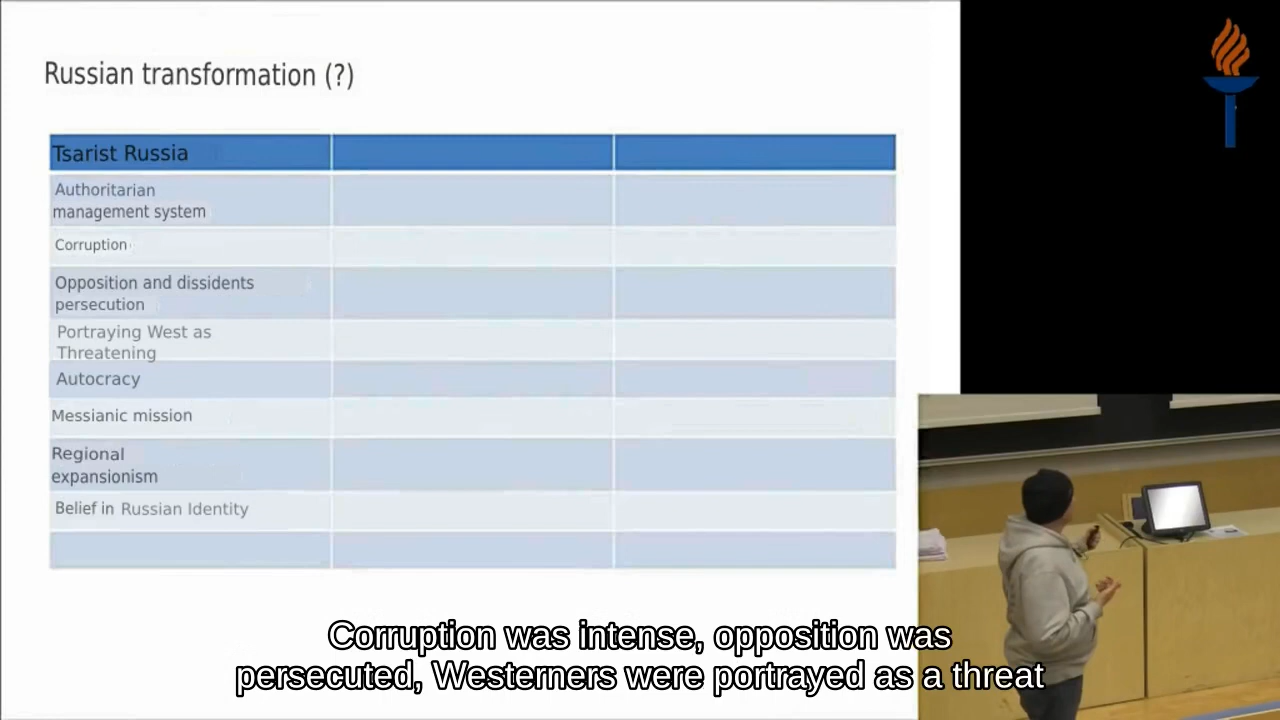 Russian transformation (?)
Tsarist Russia
Authoritarian
management system
Corruption
Opposition and dissidents
persecution
Portraying West as
Threatening
Autocracy
Messianic mission
Regional
expansionism
Belief in Russian Identity
Corruption was intense, opposition was
persecuted, Westerners were portrayed as a threat